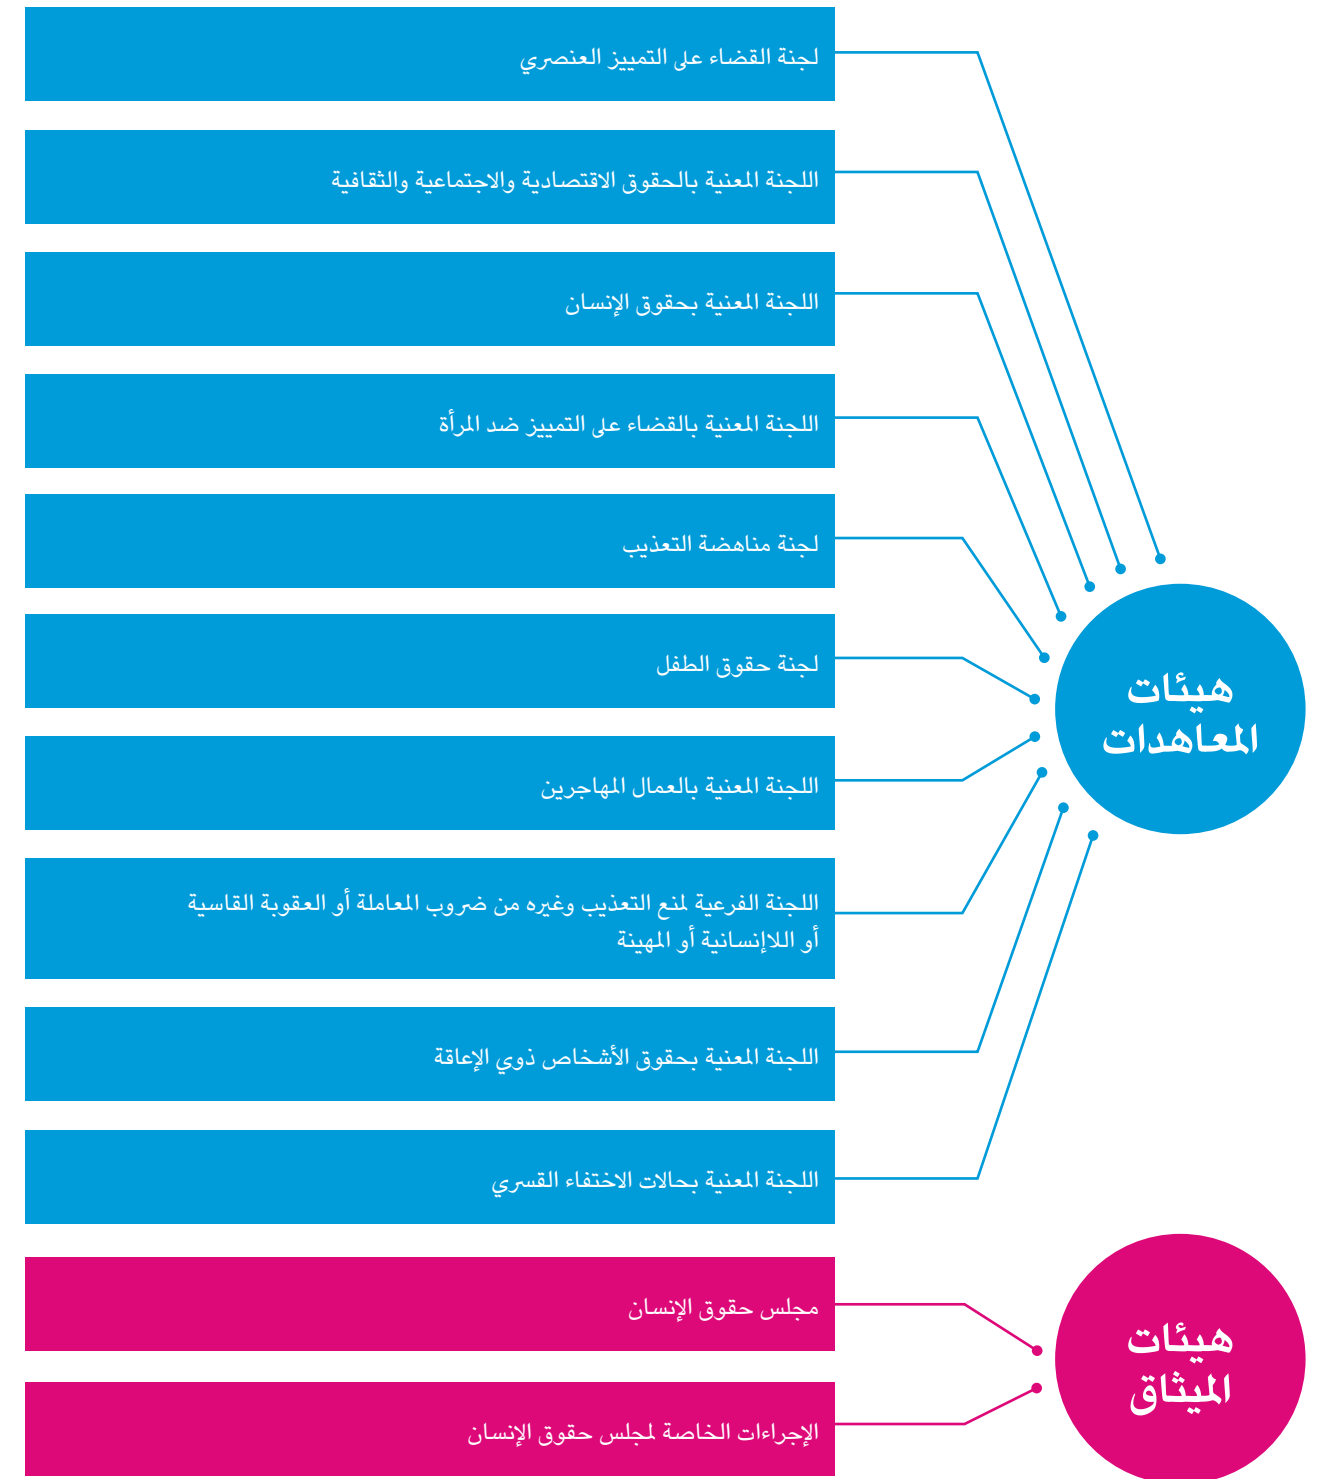 لجنة القضاء على التمييز العنصري
اللجنة المعنية بالحقوق الاقتصادية والاجتماعية والثقافية
اللجنة المعنية بحقوق الإنسان
اللجنة المعنية بالقضاء على التمييز ضد المرأة
لجنة مناهضة التعذيب
لجنة حقوق الطفل
اللجنة المعنية بالعمال المهاجرين
اللجنة الفرعية لمنع التعذيب وغيره من ضروب المعاملة أو العقوبة القاسية
أو اللاإنسانية أو المهينة
اللجنة المعنية بحقوق الأشخاص ذوي الإعاقة
اللجنة المعنية بحالات الاختفاء القسري
هيئات
المعاهدات
مجلس حقوق الإنسان
الإجراءات الخاصة لمجلس حقوق الإنسان
هيئات
الميثاق